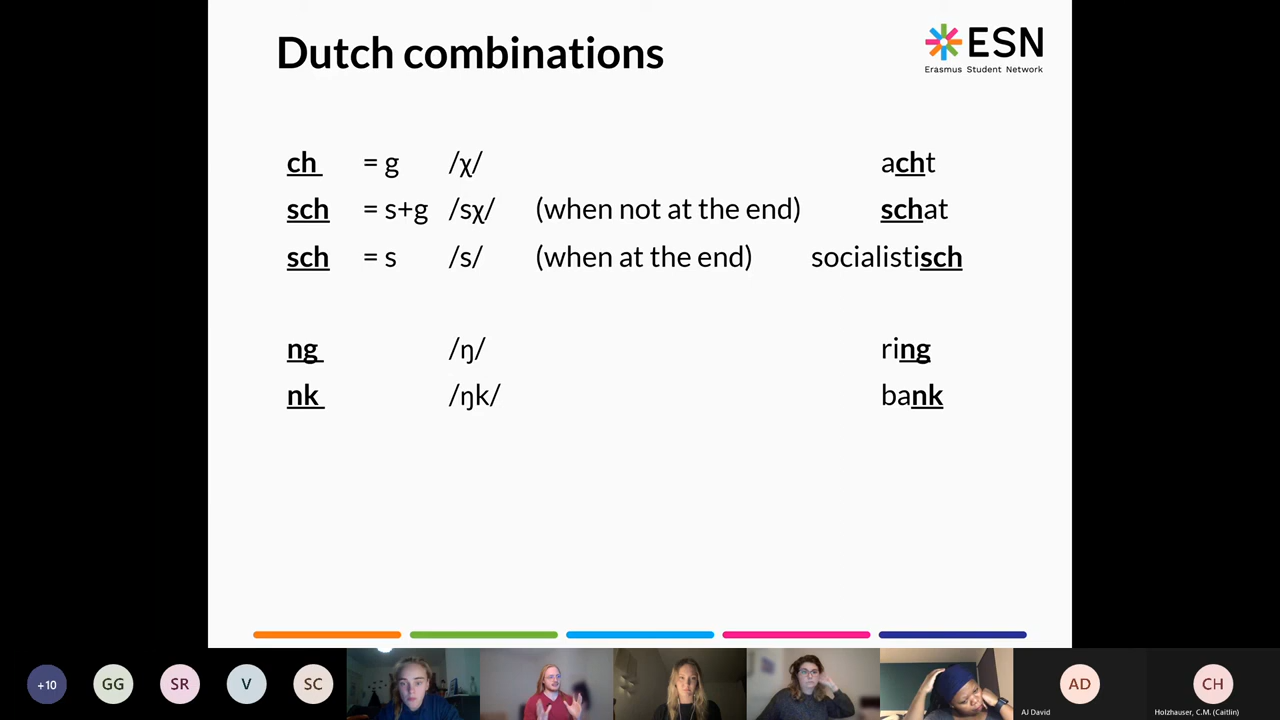 Dutch combinations
ESN
Erasmus Student Network
ch = g /χ/ acht
sch = s+g /sχ/ (when not at the end) schat
sch = s /s/ (when at the end) socialistisch
ng /ŋ/ ring
nk /ŋk/ bank
+10 GG SR V SC AD CH
AJ David Holzhauser, C.M. (Caitlin)